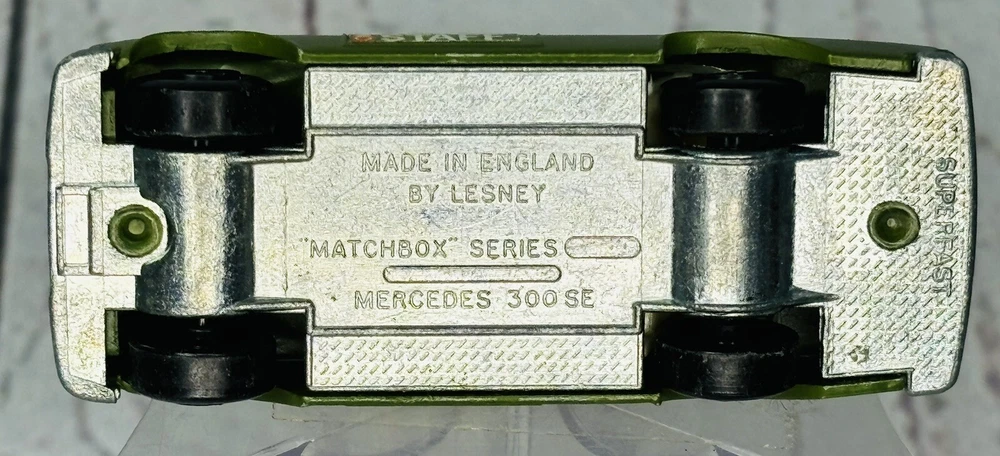 STAFF
MADE IN ENGLAND
BY LESNEY
"MATCHBOX" SERIES
MERCEDES 300 SE
SUPERFAST